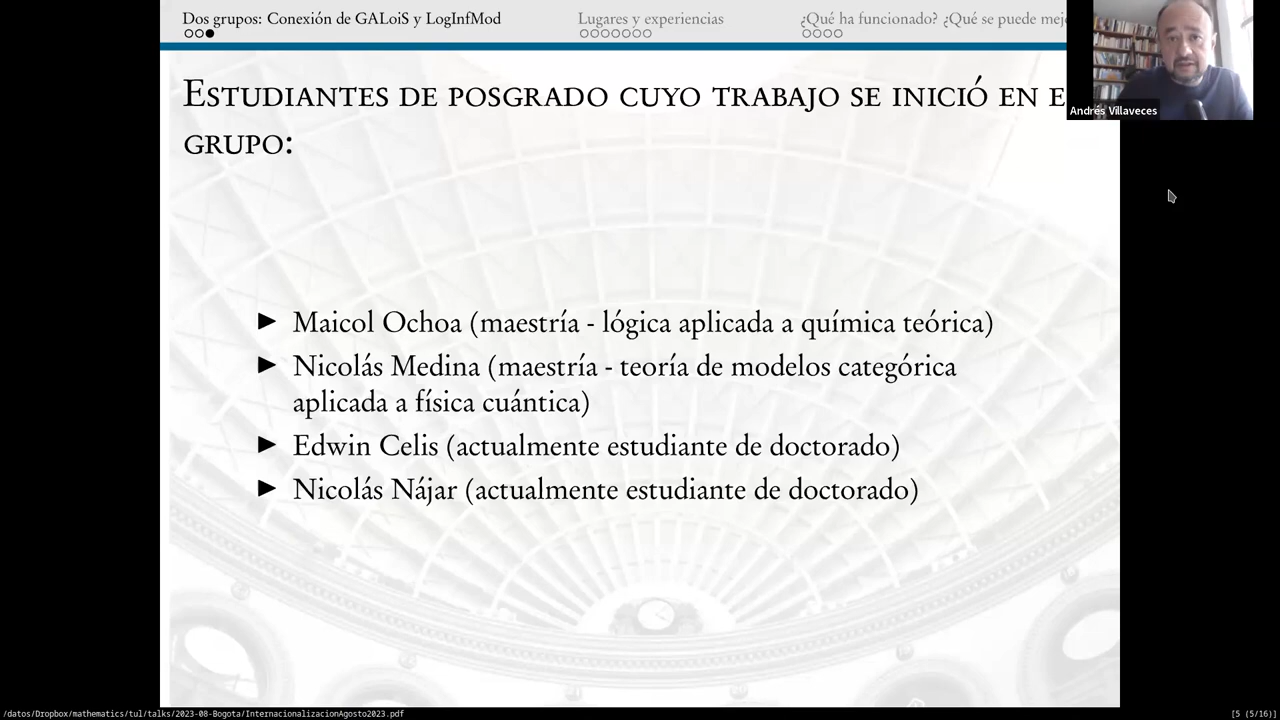 Dos grupos: Conexión de GALoiS y LogInfMod
Lugares y experiencias
¿Qué ha funcionado? ¿Qué se puede
Andrés Villaveces
Estudiantes de posgrado cuyo trabajo se inició en
grupo:
► Maicol Ochoa (maestría - lógica aplicada a química teórica)
► Nicolás Medina (maestría - teoría de modelos categórica
aplicada a física cuántica)
► Edwin Celis (actualmente estudiante de doctorado)
► Nicolás Nájar (actualmente estudiante de doctorado)
/datos/Dropbox/mathematics/tul/talks/2023-08-Bogota/InternacionalizacionAgosto2023.pdf
[5 (5/16)]